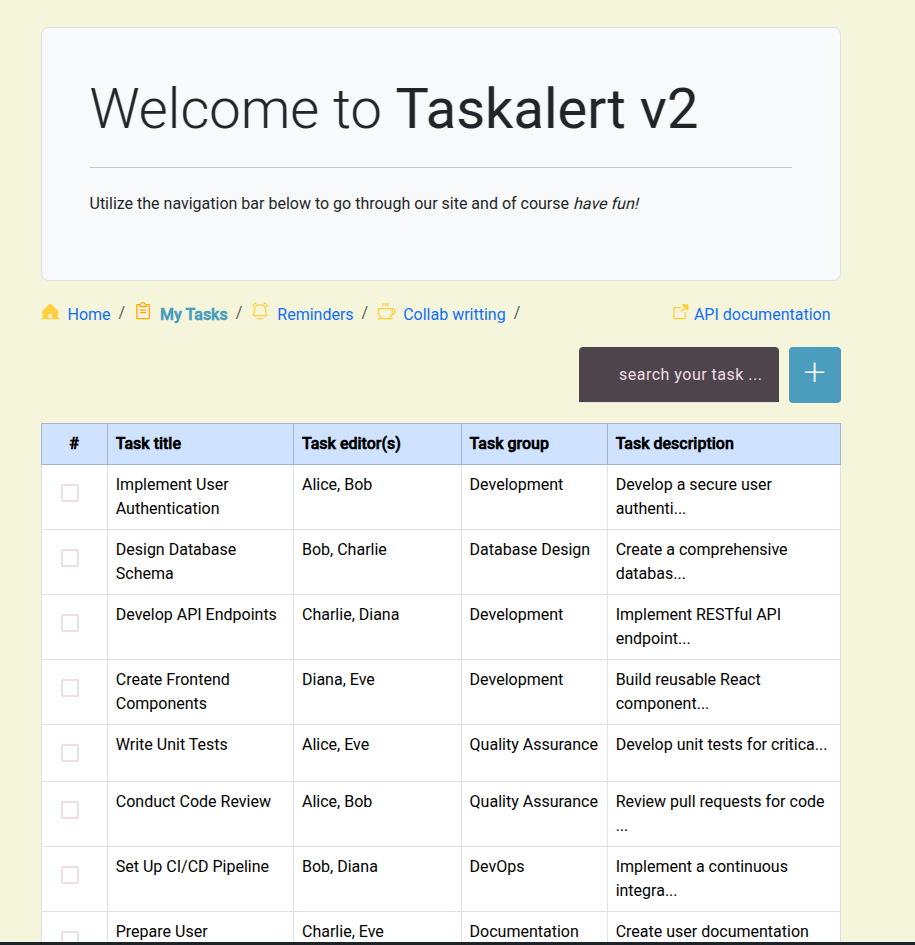 Welcome to Taskalert v2
Utilize the navigation bar below to go through our site and of course have fun!
Home / My Tasks / Reminders / Collab writting / API documentation
search your task ...
# Task title Task editor(s) Task group Task description
Implement User Alice, Bob Development Develop a secure user
Authentication authenti...
Design Database Bob, Charlie Database Design Create a comprehensive
Schema databas...
Develop API Endpoints Charlie, Diana Development Implement RESTful API
endpoint...
Create Frontend Diana, Eve Development Build reusable React
Components component...
Write Unit Tests Alice, Eve Quality Assurance Develop unit tests for critica...
Conduct Code Review Alice, Bob Quality Assurance Review pull requests for code
...
Set Up CI/CD Pipeline Bob, Diana DevOps Implement a continuous
integra...
Prepare User Charlie, Eve Documentation Create user documentation